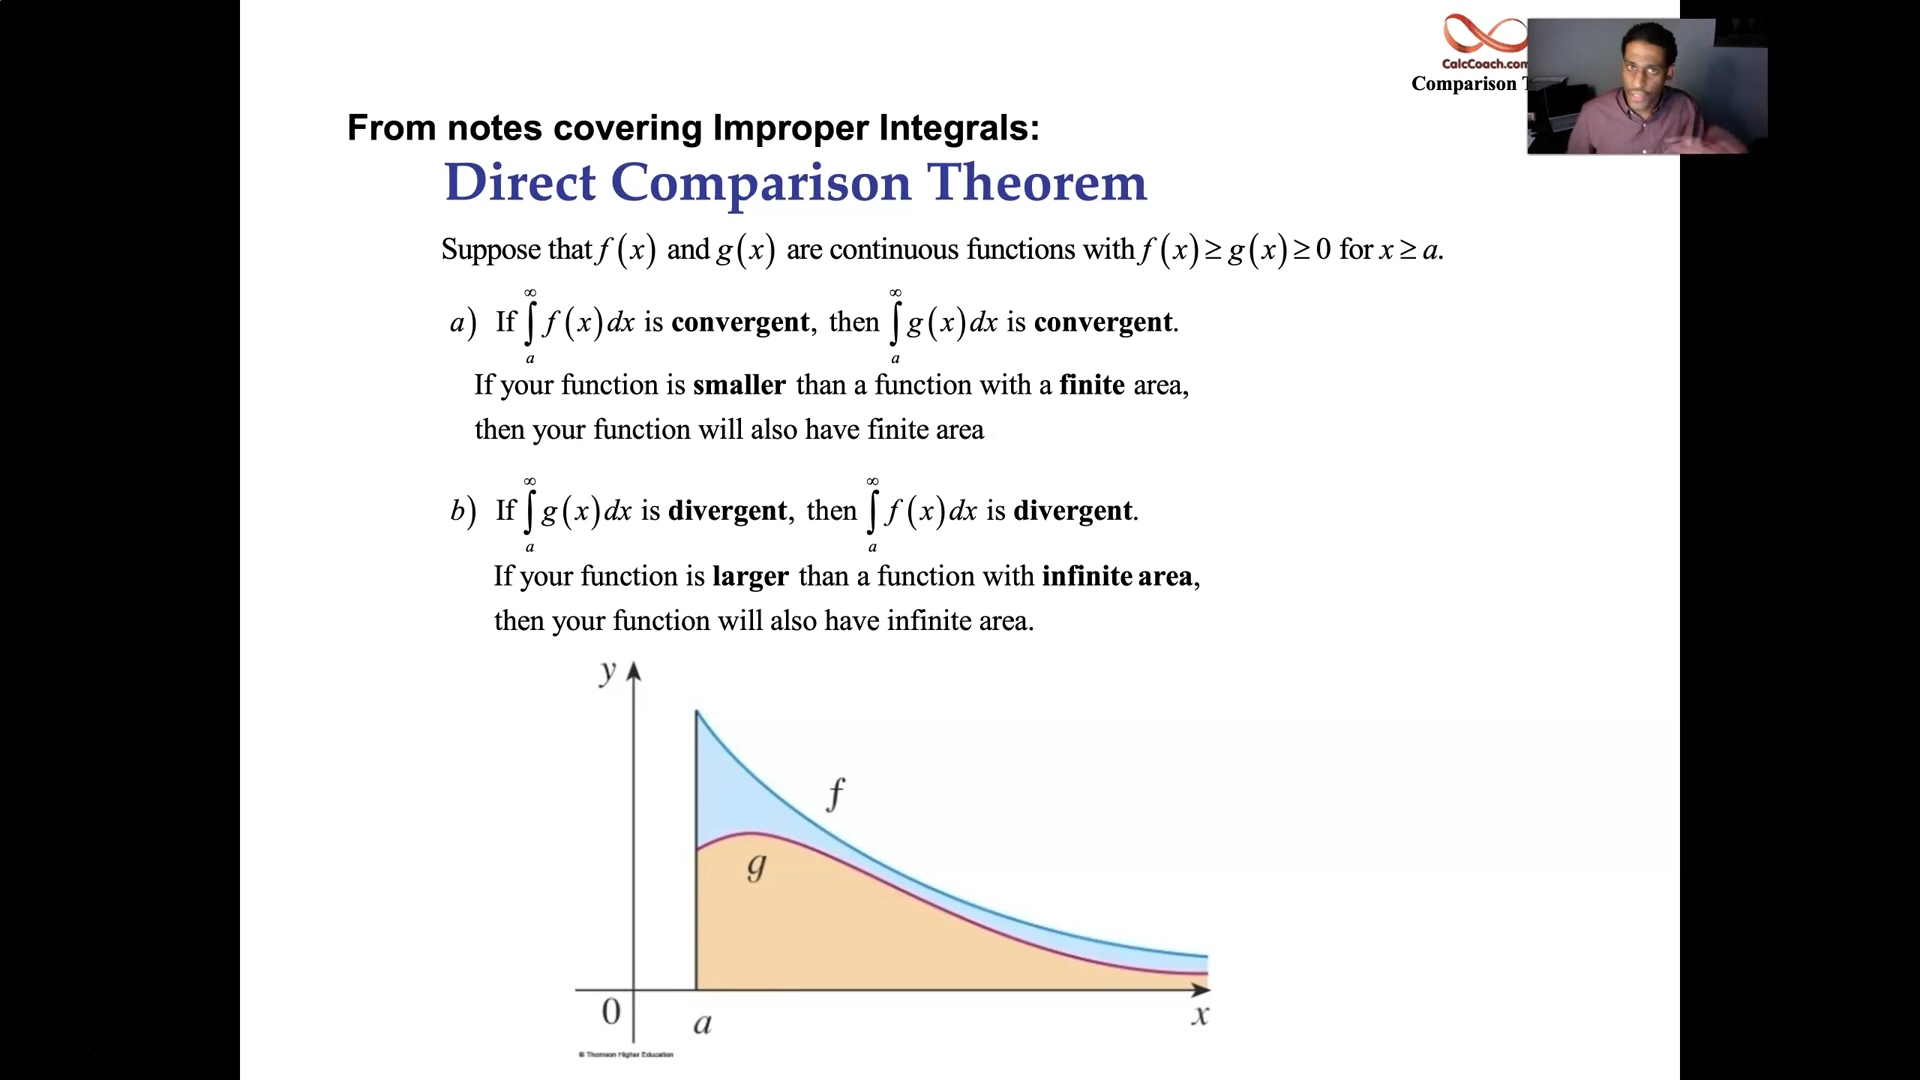 CalcCoach.com
Comparison
From notes covering Improper Integrals:
Direct Comparison Theorem
Suppose that f(x) and g(x) are continuous functions with f(x) ≥ g(x) ≥ 0 for x ≥ a.
a) If ∫_a^∞ f(x)dx is convergent, then ∫_a^∞ g(x)dx is convergent.
If your function is smaller than a function with a finite area,
then your function will also have finite area
b) If ∫_a^∞ g(x)dx is divergent, then ∫_a^∞ f(x)dx is divergent.
If your function is larger than a function with infinite area,
then your function will also have infinite area.
y
f
g
0
a
x
© Thomson Higher Education